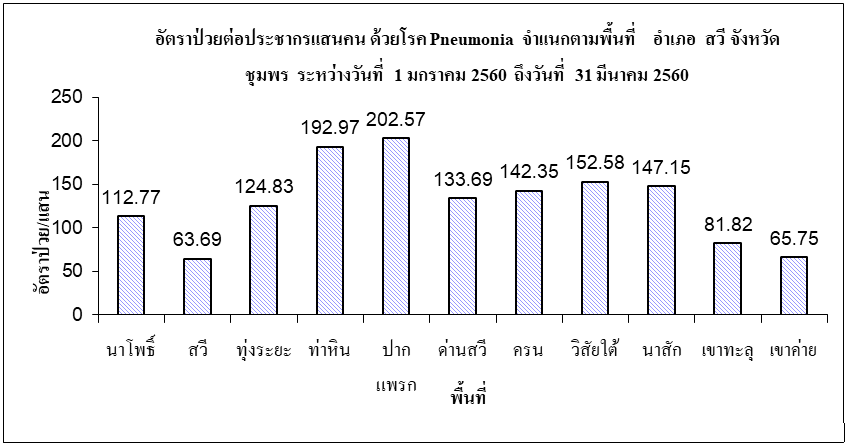 อัตราป่วยต่อประชากรแสนคน ด้วยโรค Pneumonia จำแนกตามพื้นที่ อำเภอ สวี จังหวัด
ชุมพร ระหว่างวันที่ 1 มกราคม 2560 ถึงวันที่ 31 มีนาคม 2560
อัตราป่วย/แสน
250
200
150
100
50
0
112.77
63.69
124.83
192.97
202.57
133.69
142.35
152.58
147.15
81.82
65.75
นาโพธิ์ สวี ทุ่งระยะ ท่าหิน ปาก ด่านสวี ครน วิสัยใต้ นาสัก เขาทะลุ เขาค่าย
แพรก
พื้นที่